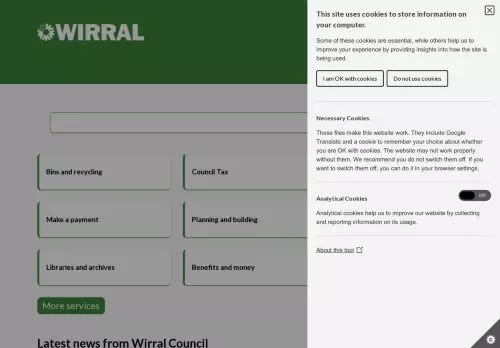 WIRRAL
Bins and recycling
Council Tax
Make a payment
Planning and building
Libraries and archives
Benefits and money
More services
Latest news from Wirral Council
This site uses cookies to store information on
your computer.
Some of these cookies are essential, while others help us to
improve your experience by providing insights into how the site is
being used.
I am OK with cookies
Do not use cookies
Necessary Cookies.
These files make this website work. They include Google
Translate and a cookie to remember your choice about whether
you are OK with cookies. The website may not work properly
without them. We recommend you do not switch them off. If you
want to switch them off, you can do it in your browser settings.
Analytical Cookies
Off
Analytical cookies help us to improve our website by collecting
and reporting information on its usage.
About this tool